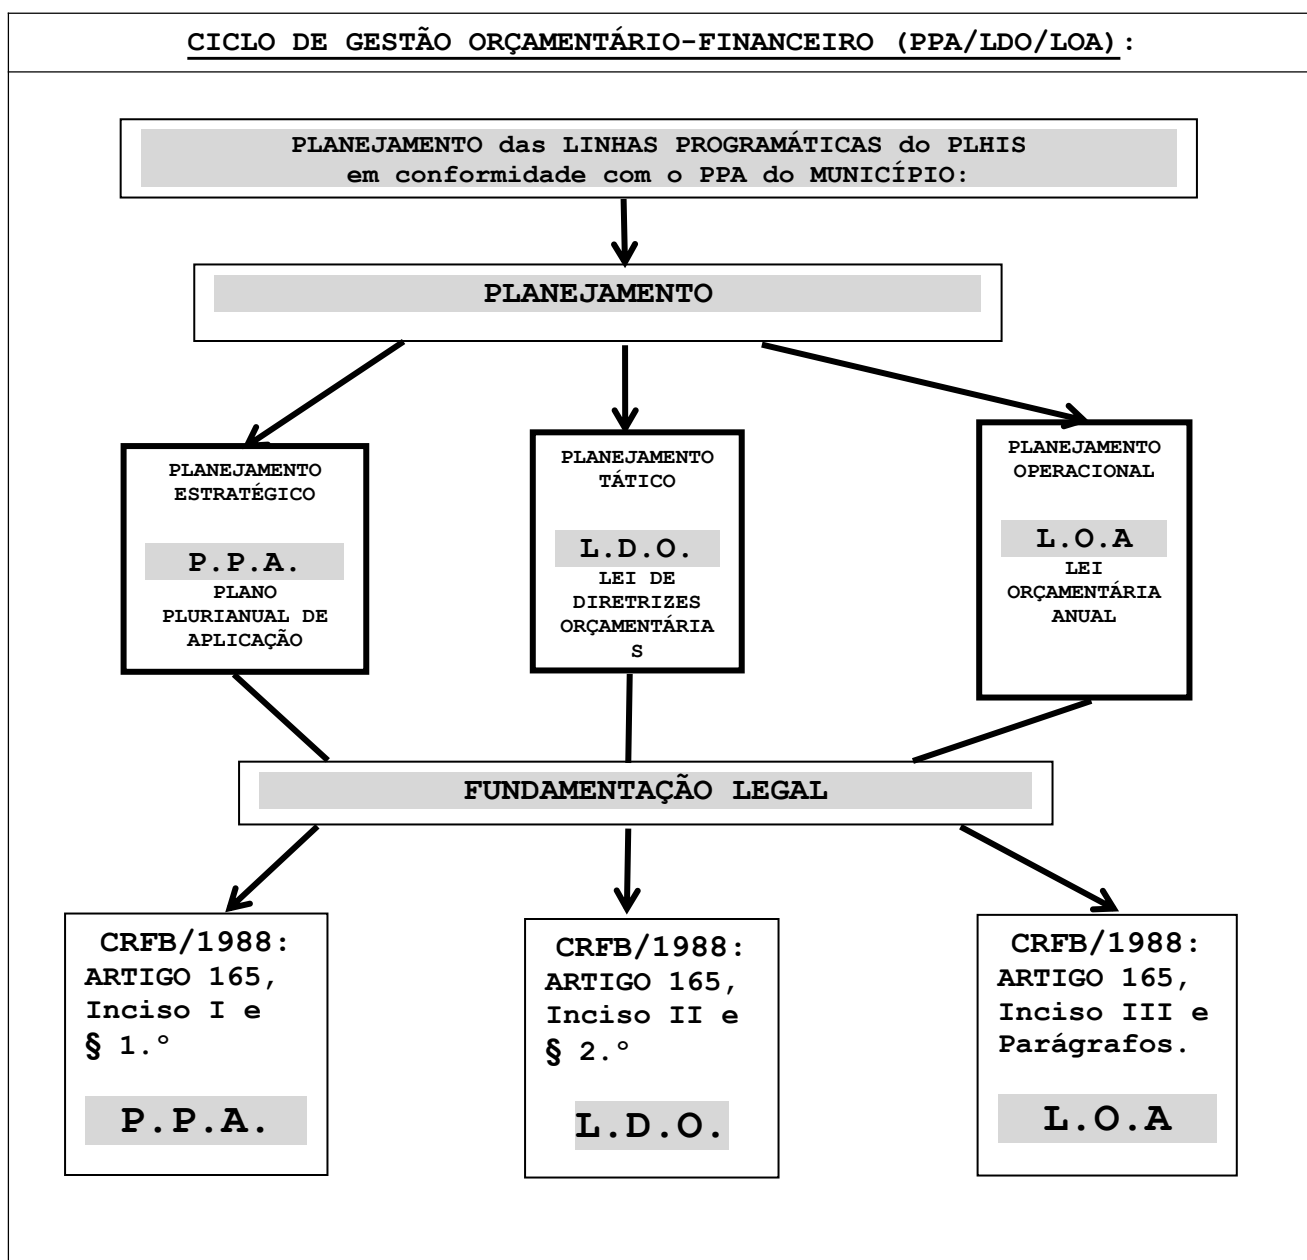 CICLO DE GESTÃO ORÇAMENTÁRIO-FINANCEIRO (PPA/LDO/LOA):
PLANEJAMENTO das LINHAS PROGRAMÁTICAS do PLHIS
em conformidade com o PPA do MUNICÍPIO:
PLANEJAMENTO
PLANEJAMENTO
ESTRATÉGICO
P.P.A.
PLANO
PLURIANUAL DE
APLICAÇÃO
PLANEJAMENTO
TÁTICO
L.D.O.
LEI DE
DIRETRIZES
ORÇAMENTÁRIA
S
PLANEJAMENTO
OPERACIONAL
L.O.A
LEI
ORÇAMENTÁRIA
ANUAL
FUNDAMENTAÇÃO LEGAL
CRFB/1988:
ARTIGO 165,
Inciso I e
§ 1.º
P.P.A.
CRFB/1988:
ARTIGO 165,
Inciso II e
§ 2.º
L.D.O.
CRFB/1988:
ARTIGO 165,
Inciso III e
Parágrafos.
L.O.A